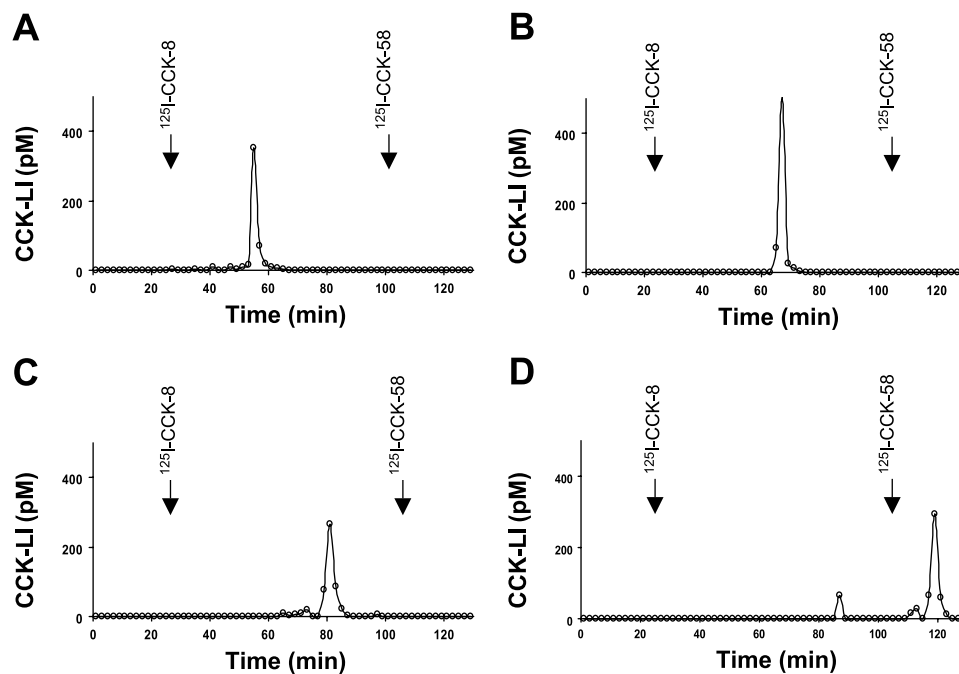 A
CCK-LI (pM)
400
200
0
¹²⁵I-CCK-8
¹²⁵I-CCK-58
0 20 40 60 80 100 120
Time (min)
B
CCK-LI (pM)
400
200
0
¹²⁵I-CCK-8
¹²⁵I-CCK-58
0 20 40 60 80 100 120
Time (min)
C
CCK-LI (pM)
400
200
0
¹²⁵I-CCK-8
¹²⁵I-CCK-58
0 20 40 60 80 100 120
Time (min)
D
CCK-LI (pM)
400
200
0
¹²⁵I-CCK-8
¹²⁵I-CCK-58
0 20 40 60 80 100 120
Time (min)